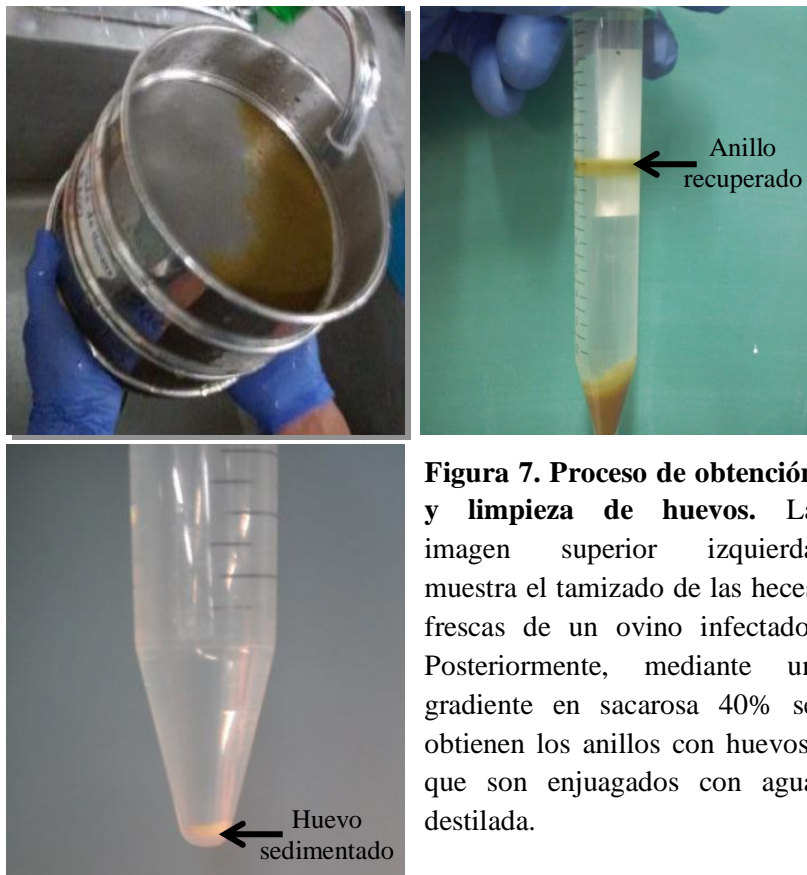 Anillo
recuperado
Huevo
sedimentado
Figura 7. Proceso de obtención
y limpieza de huevos. La
imagen superior izquierda
muestra el tamizado de las heces
frescas de un ovino infectado
Posteriormente, mediante un
gradiente en sacarosa 40% se
obtienen los anillos con huevos
que son enjuagados con agua
destilada.